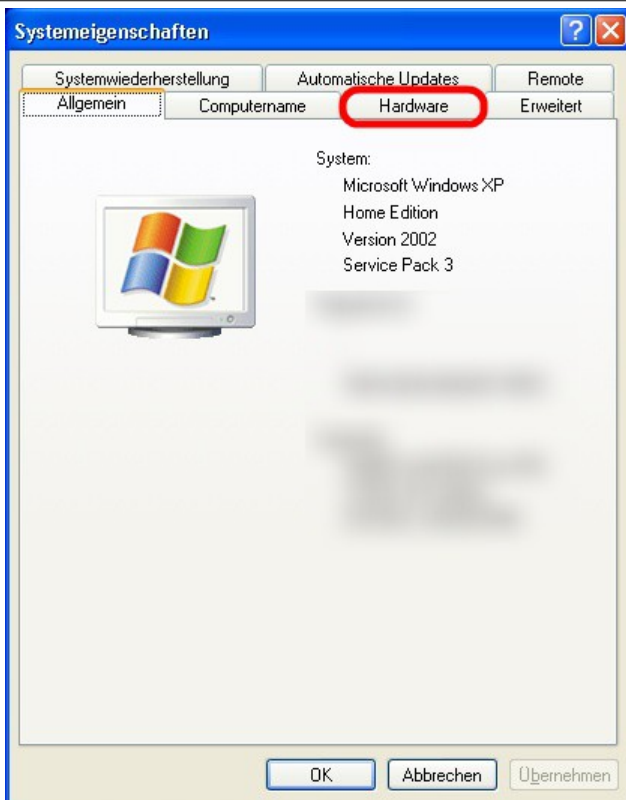 Systemeigenschaften
Systemwiederherstellung Automatische Updates Remote
Allgemein Computername Hardware Erweitert
System:
Microsoft Windows XP
Home Edition
Version 2002
Service Pack 3
OK Abbrechen Übernehmen